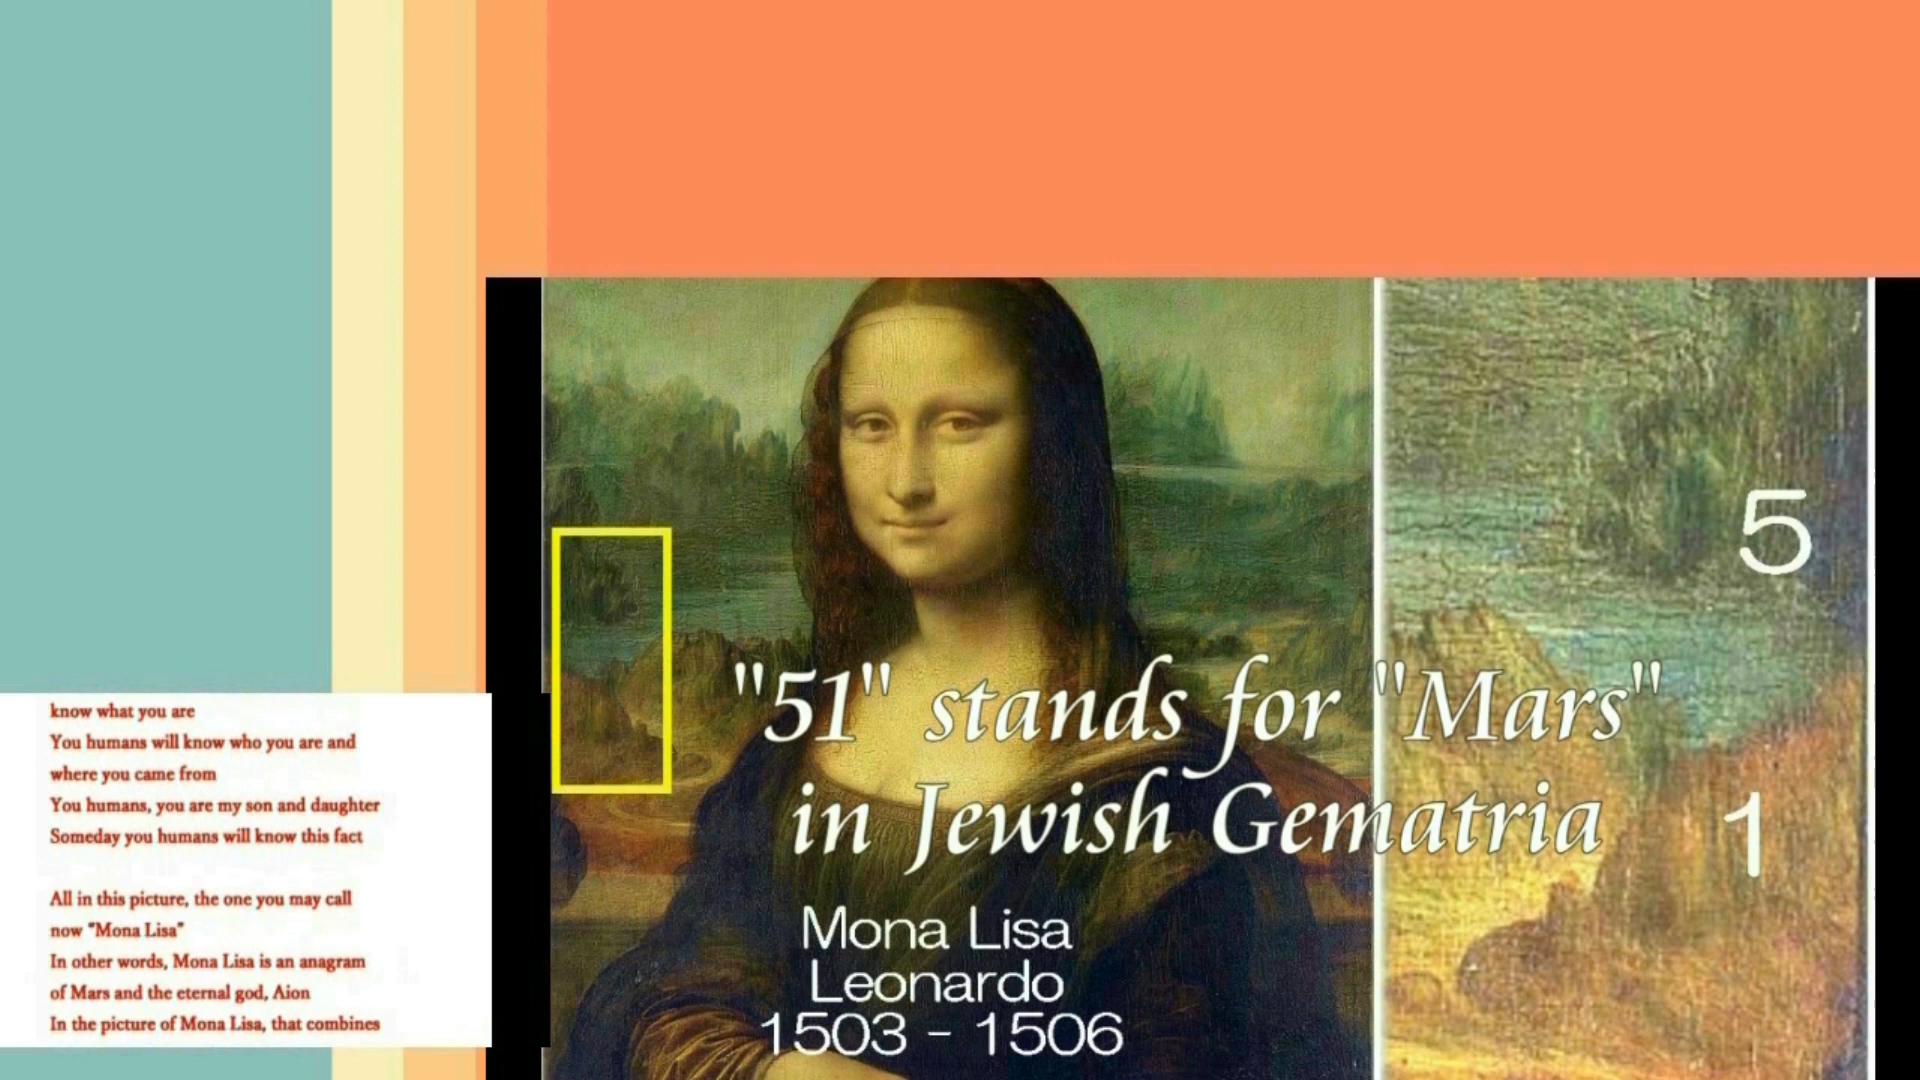 know what you are
You humans will know who you are and
where you came from
You humans, you are my son and daughter
Someday you humans will know this fact
All in this picture, the one you may call
now "Mona Lisa"
In other words, Mona Lisa is an anagram
of Mars and the eternal god, Aion
In the picture of Mona Lisa, that combines
"51" stands for "Mars"
in Jewish Gematria
Mona Lisa
Leonardo
1503 - 1506
5
1